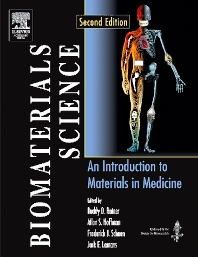 ELSEVIER
Second Edition
BIOMATERIALS
SCIENCE
An Introduction to
Materials in Medicine
Edited by
Buddy D. Ratner
Allan S. Hoffman
Frederick J. Schoen
Jack E. Lemons